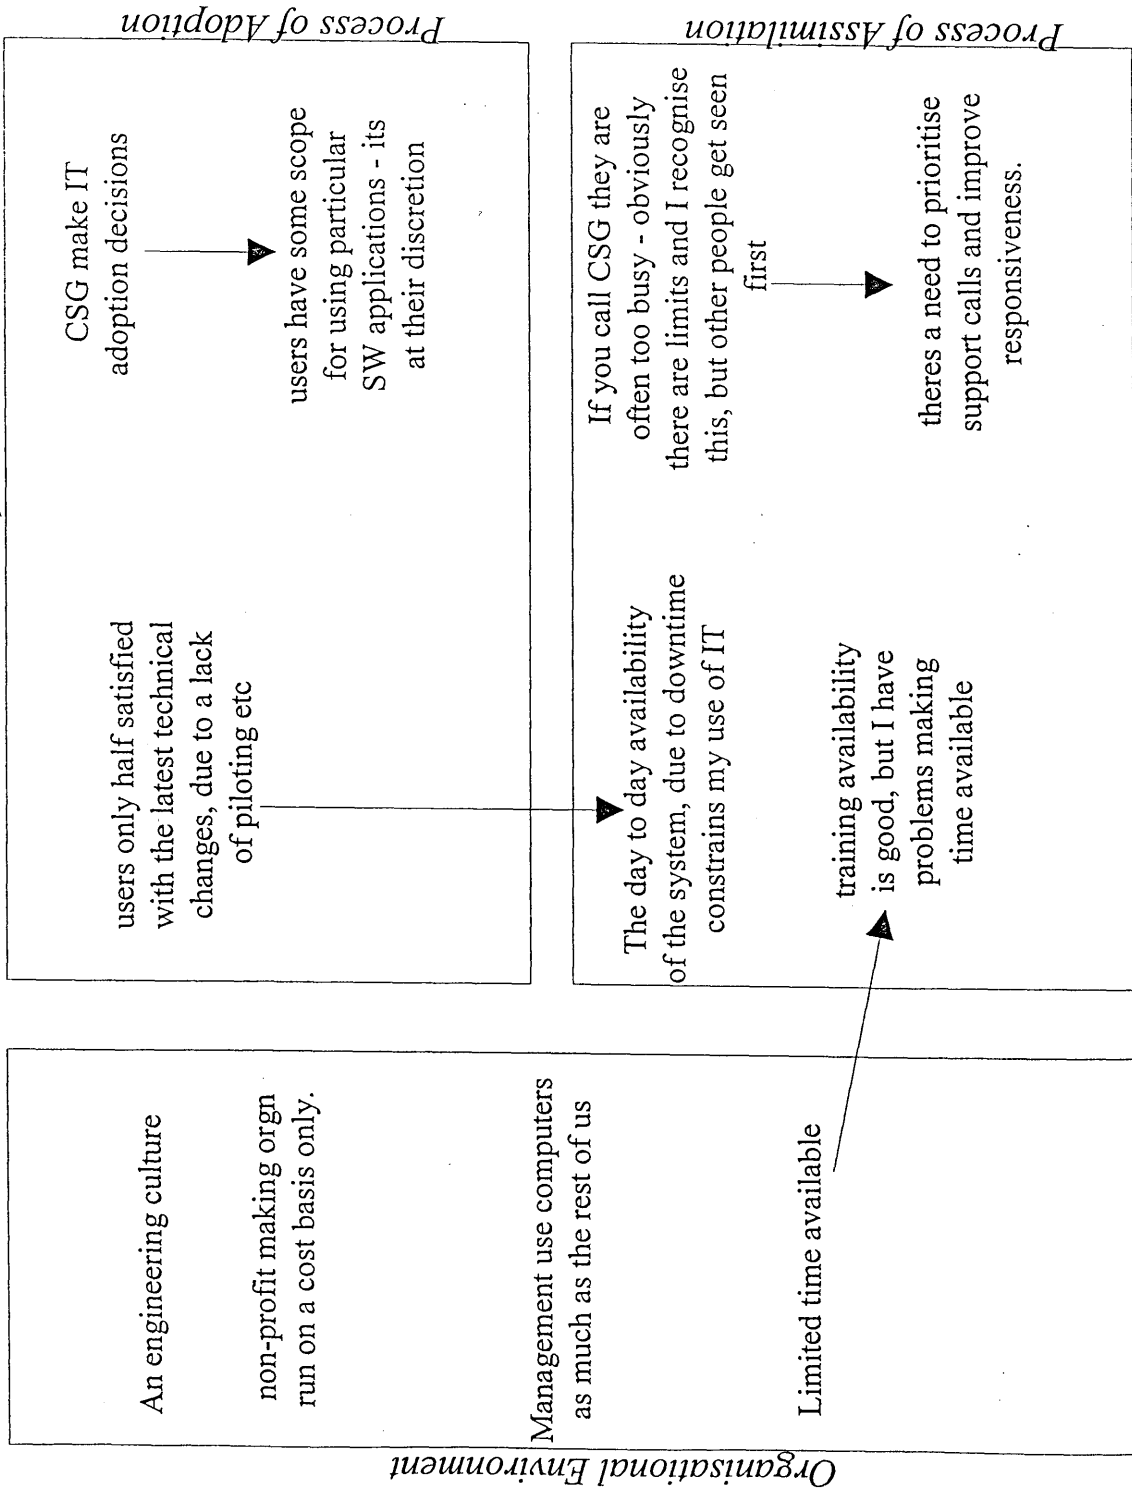 Organisational Environment
An engineering culture
non-profit making orgn
run on a cost basis only.
Management use computers
as much as the rest of us
Limited time available
Process of Adoption
users only half satisfied
with the latest technical
changes, due to a lack
of piloting etc
CSG make IT
adoption decisions
users have some scope
for using particular
SW applications - its
at their discretion
Process of Assimilation
The day to day availability
of the system, due to downtime
constrains my use of IT
training availability
is good, but I have
problems making
time available
If you call CSG they are
often too busy - obviously
there are limits and I recognise
this, but other people get seen
first
theres a need to prioritise
support calls and improve
responsiveness.